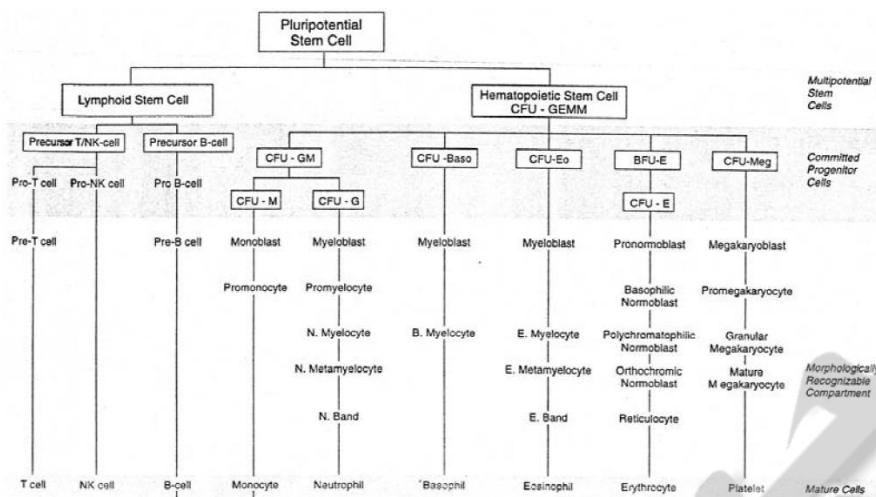 Pluripotential
Stem Cell
Lymphoid Stem Cell
Hematopoietic Stem Cell
CFU - GEMM
Multipotential
Stem
Cells
Precursor T/NK-cell
Precursor B-cell
CFU - GM
CFU -Baso
CFU-Eo
BFU-E
CFU-Meg
Committed
Progenitor
Cells
Pro-T cell
Pro-NK cell
Pro B-cell
CFU - M
CFU - G
CFU - E
Pre-T cell
Pre-B cell
Monoblast
Myeloblast
Myeloblast
Myeloblast
Pronormoblast
Megakaryoblast
Promonocyte
Promyelocyte
Basophilic
Normoblast
Promegakaryocyte
N. Myelocyte
B. Myelocyte
E. Myelocyte
Polychromatophilic
Normoblast
Granular
Megakaryocyte
N. Metamyelocyte
E. Metamyelocyte
Orthochromic
Normoblast
Mature
M egakaryocyte
Morphologically
Recognizable
Compartment
N. Band
E. Band
Reticulocyte
T cell
NK cell
B-cell
Monocyte
Neutrophil
Basophil
Eosinophil
Erythrocyte
Platelet
Mature Cells